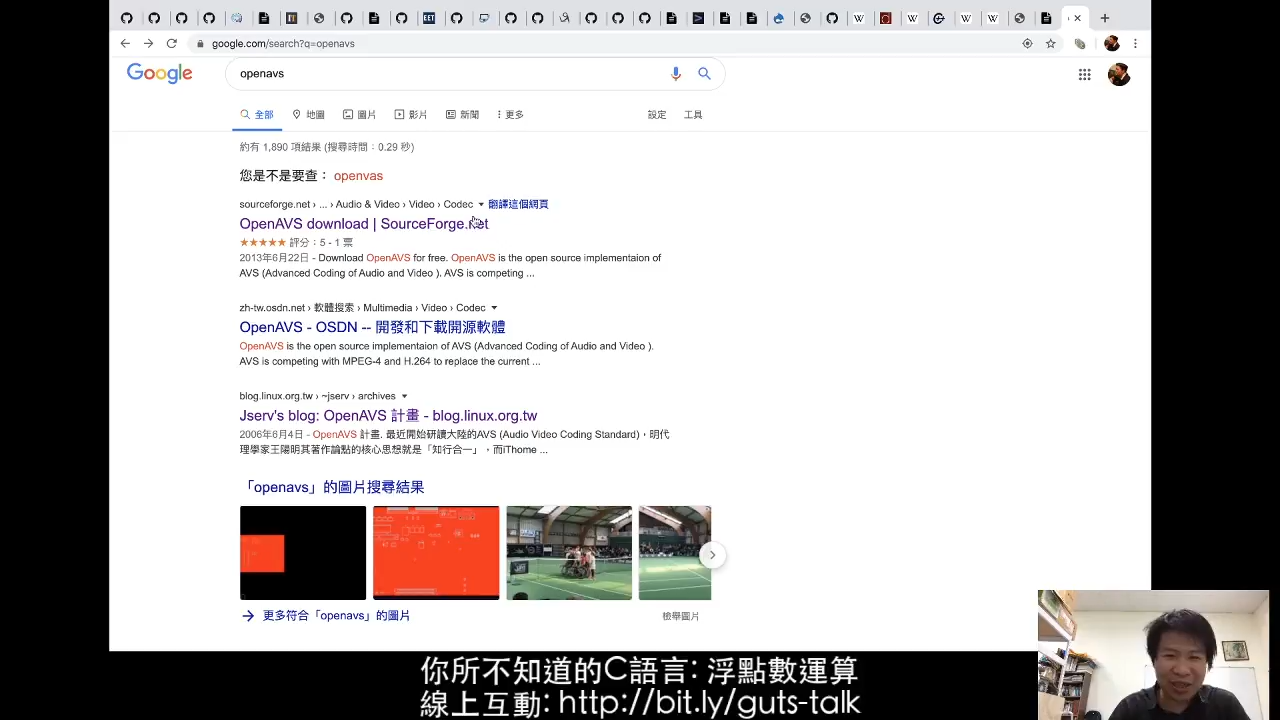 google.com/search?q=openavs
Google
openavs
全部 地圖 圖片 影片 新聞 更多 設定 工具
約有 1,890 項結果 (搜尋時間：0.29 秒)
您是不是要查： openvas
sourceforge.net › ... › Audio & Video › Video › Codec 翻譯這個網頁
OpenAVS download | SourceForge.net
★★★★★ 評分：5 - 1 票
2013年6月22日 - Download OpenAVS for free. OpenAVS is the open source implementaion of
AVS (Advanced Coding of Audio and Video ). AVS is competing ...
zh-tw.osdn.net › 軟體搜索 › Multimedia › Video › Codec
OpenAVS - OSDN -- 開發和下載開源軟體
OpenAVS is the open source implementaion of AVS (Advanced Coding of Audio and Video ).
AVS is competing with MPEG-4 and H.264 to replace the current ...
blog.linux.org.tw › ~jserv › archives
Jserv's blog: OpenAVS 計畫 - blog.linux.org.tw
2006年6月4日 - OpenAVS 計畫. 最近開始研讀大陸的AVS (Audio Video Coding Standard)，明代
理學家王陽明其著作論點的核心思想就是「知行合一」，而iThome ...
「openavs」的圖片搜尋結果
更多符合「openavs」的圖片 檢舉圖片
你所不知道的C語言: 浮點數運算
線上互動: http://bit.ly/guts-talk